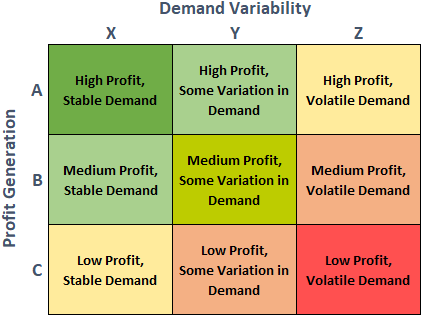 Demand Variability
X
Y
Z
Profit Generation
A
High Profit,
Stable Demand
High Profit,
Some Variation in
Demand
High Profit,
Volatile Demand
B
Medium Profit,
Stable Demand
Medium Profit,
Some Variation in
Demand
Medium Profit,
Volatile Demand
C
Low Profit,
Stable Demand
Low Profit,
Some Variation in
Demand
Low Profit,
Volatile Demand